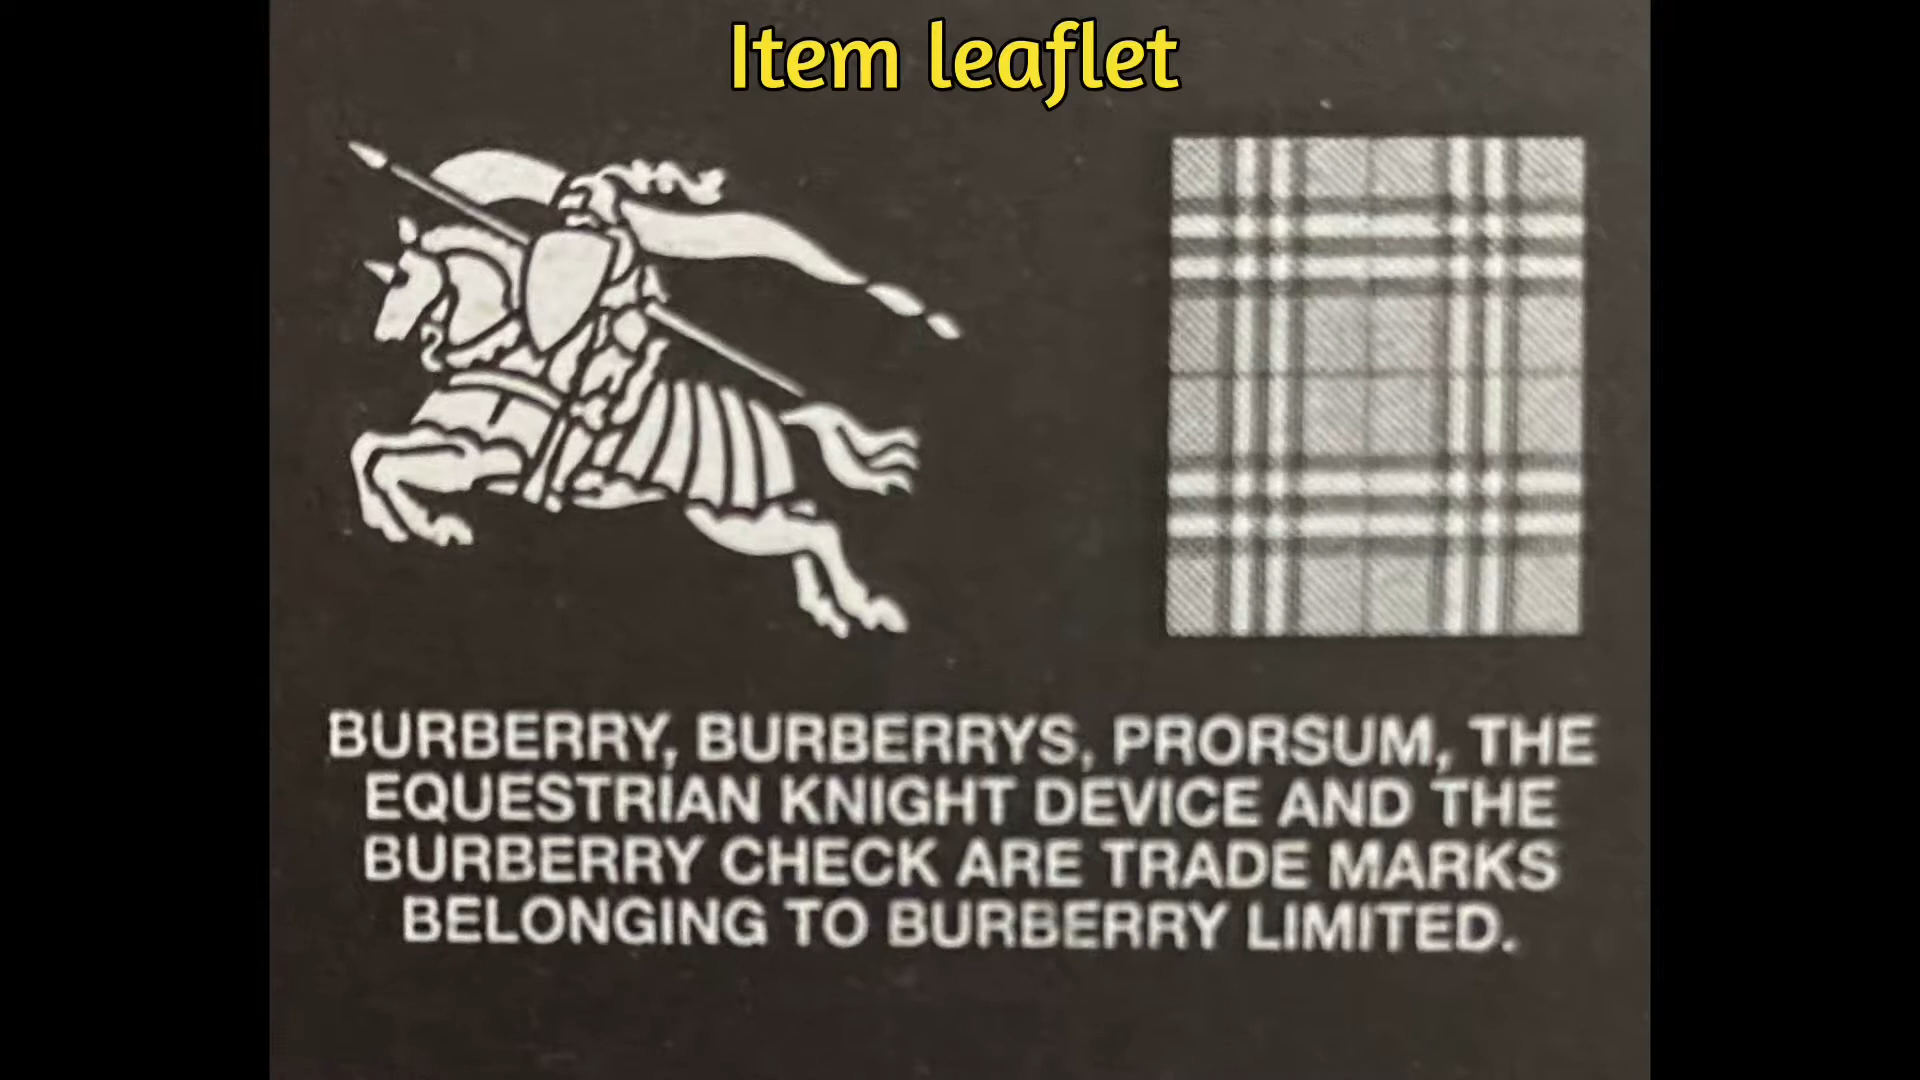 Item leaflet
BURBERRY, BURBERRYS, PRORSUM, THE
EQUESTRIAN KNIGHT DEVICE AND THE
BURBERRY CHECK ARE TRADE MARKS
BELONGING TO BURBERRY LIMITED.